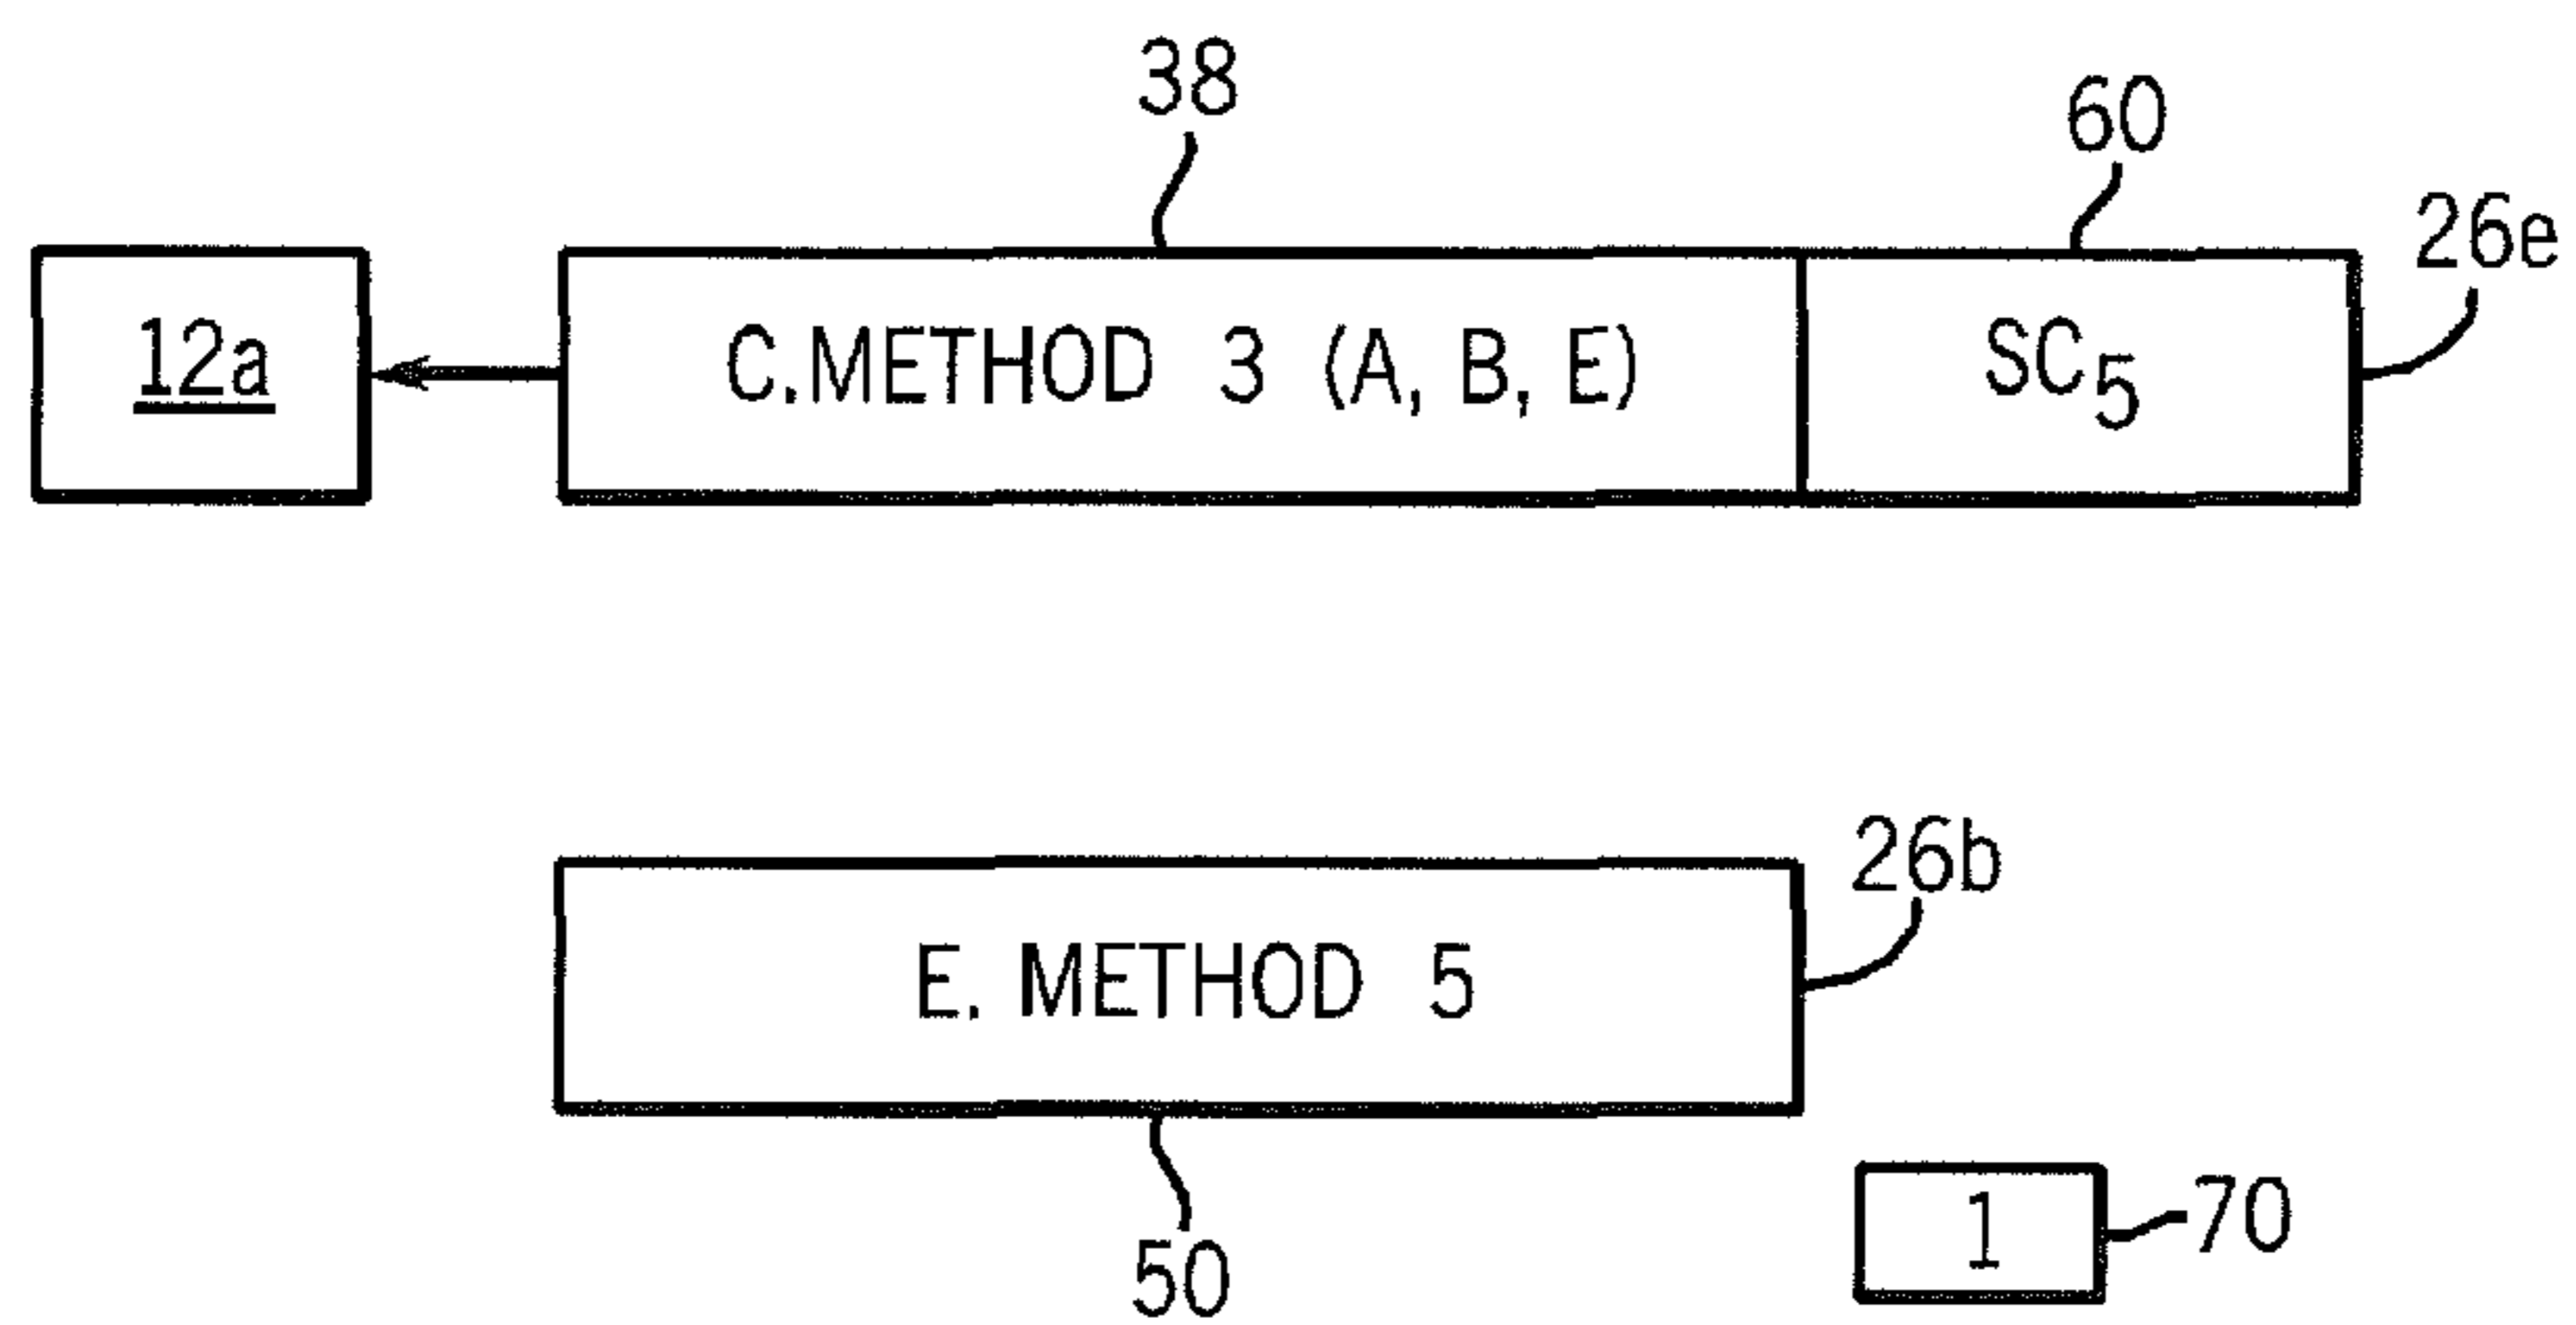 38
60
26e
12a
C.METHOD 3 (A, B, E)
SC5
26b
E. METHOD 5
1
70
50